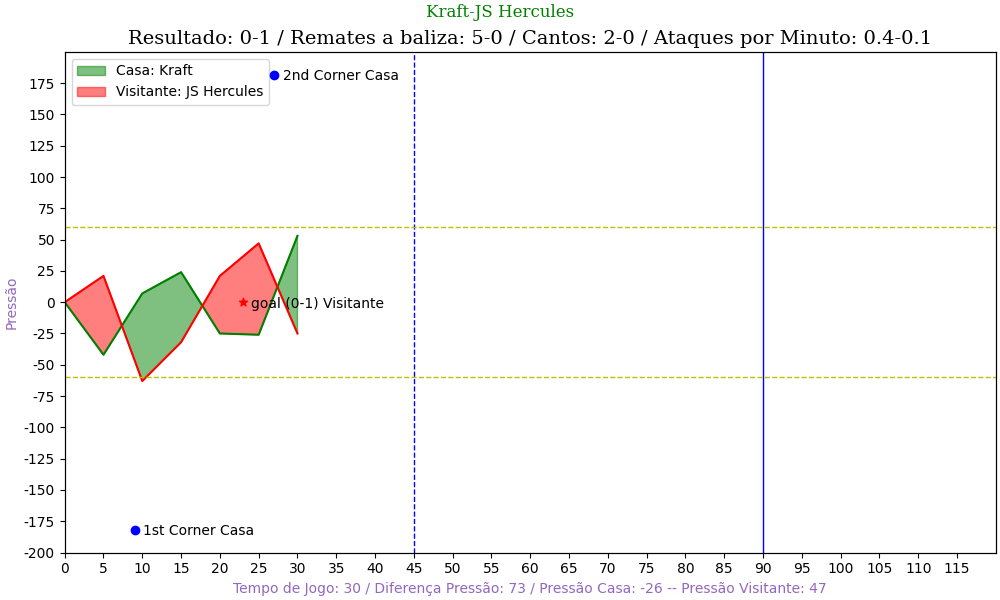 Kraft-JS Hercules
Resultado: 0-1 / Remates a baliza: 5-0 / Cantos: 2-0 / Ataques por Minuto: 0.4-0.1
Casa: Kraft
Visitante: JS Hercules
2nd Corner Casa
goal (0-1) Visitante
1st Corner Casa
Pressão
175
150
125
100
75
50
25
0
-25
-50
-75
-100
-125
-150
-175
-200
0 5 10 15 20 25 30 35 40 45 50 55 60 65 70 75 80 85 90 95 100 105 110 115
Tempo de Jogo: 30 / Diferença Pressão: 73 / Pressão Casa: -26 -- Pressão Visitante: 47